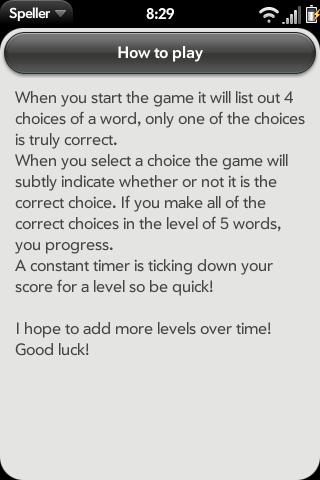 Speller
8:29
How to play
When you start the game it will list out 4
choices of a word, only one of the choices
is truly correct.
When you select a choice the game will
subtly indicate whether or not it is the
correct choice. If you make all of the
correct choices in the level of 5 words,
you progress.
A constant timer is ticking down your
score for a level so be quick!
I hope to add more levels over time!
Good luck!